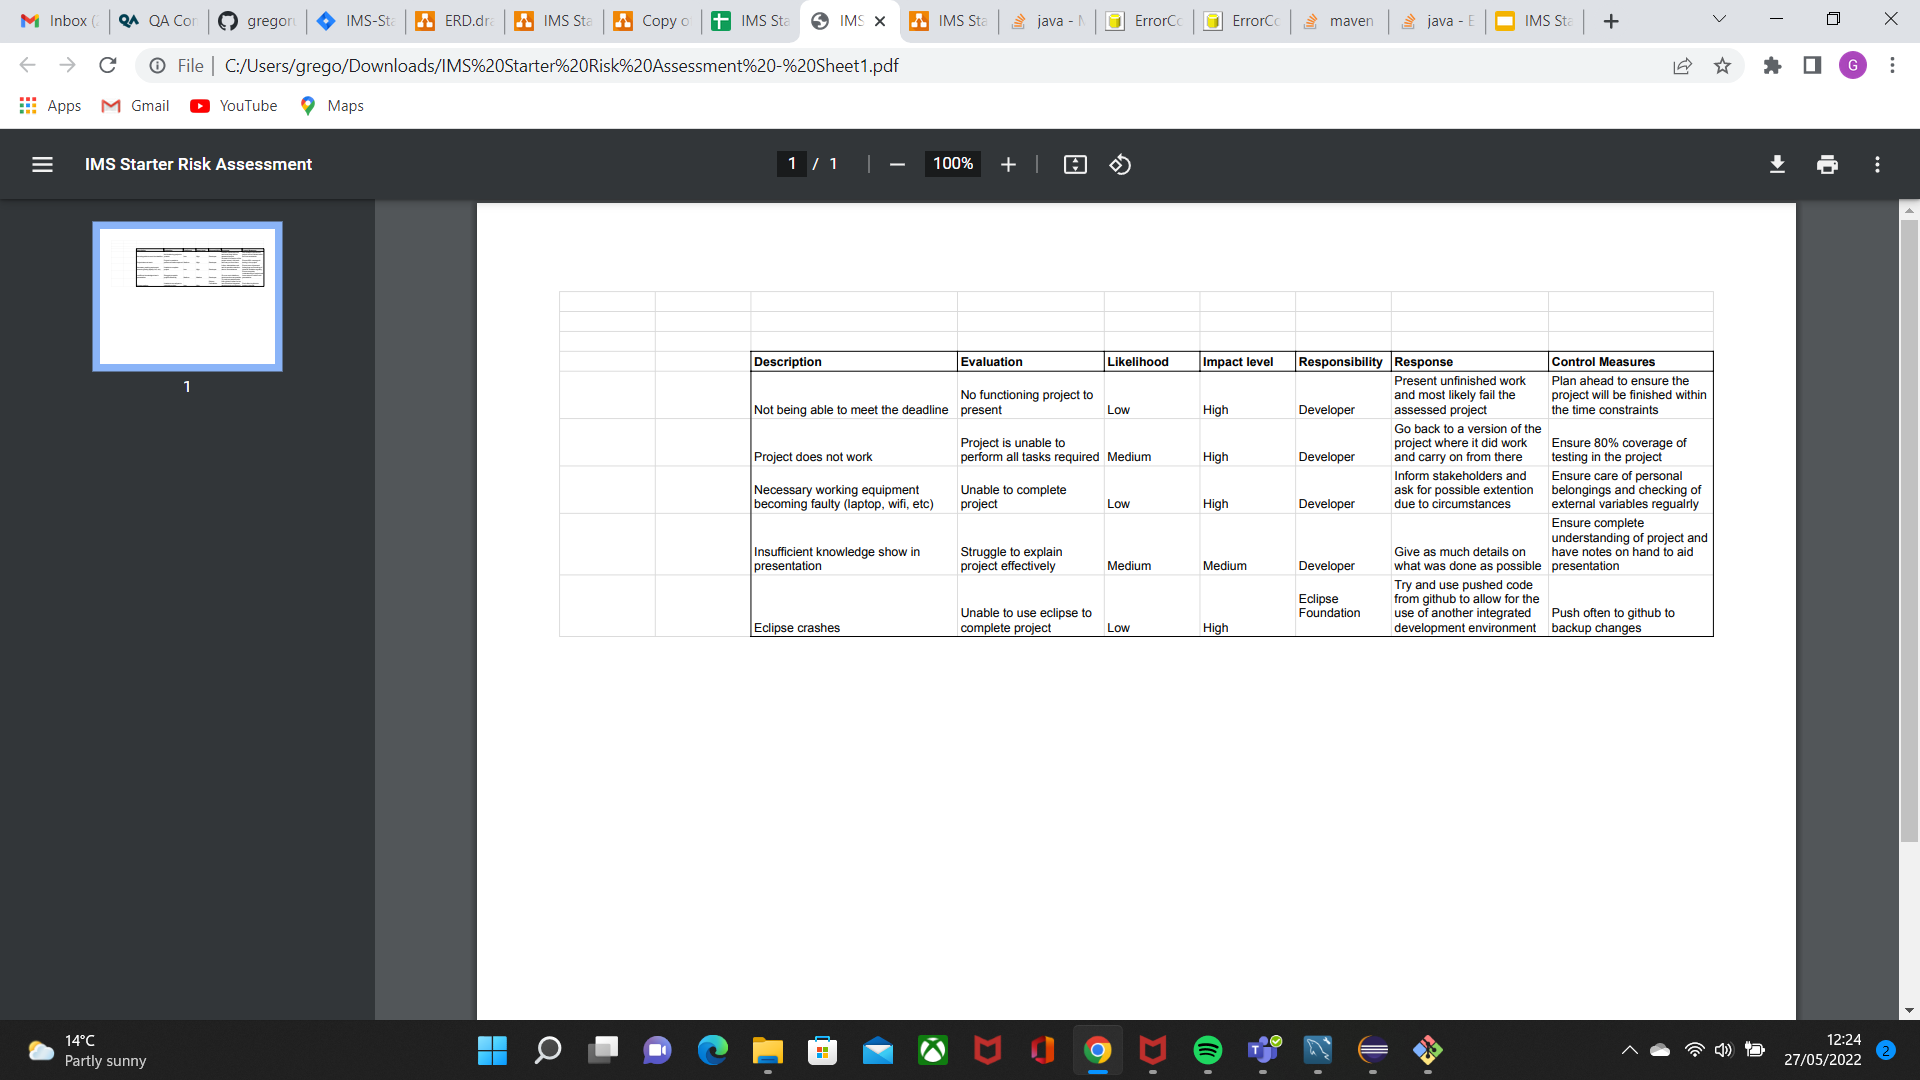 Inbox (
QA Cor
gregor
IMS-Sta
ERD.dra
IMS Sta
Copy o
IMS Sta
IMS
IMS Sta
java - N
ErrorCo
ErrorCo
maven
java - E
IMS Sta
File
C:/Users/grego/Downloads/IMS%20Starter%20Risk%20Assessment%20-%20Sheet1.pdf
G
Apps
Gmail
YouTube
Maps
IMS Starter Risk Assessment
1 / 1
100%
1
Description
Evaluation
Likelihood
Impact level
Responsibility
Response
Control Measures
Not being able to meet the deadline
No functioning project to
present
Low
High
Developer
Present unfinished work
and most likely fail the
assessed project
Plan ahead to ensure the
project will be finished within
the time constraints
Project does not work
Project is unable to
perform all tasks required
Medium
High
Developer
Go back to a version of the
project where it did work
and carry on from there
Ensure 80% coverage of
testing in the project
Necessary working equipment
becoming faulty (laptop, wifi, etc)
Unable to complete
project
Low
High
Developer
Inform stakeholders and
ask for possible extention
due to circumstances
Ensure care of personal
belongings and checking of
external variables regualrly
Insufficient knowledge show in
presentation
Struggle to explain
project effectively
Medium
Medium
Developer
Give as much details on
what was done as possible
Ensure complete
understanding of project and
have notes on hand to aid
presentation
Eclipse crashes
Unable to use eclipse to
complete project
Low
High
Eclipse
Foundation
Try and use pushed code
from github to allow for the
use of another integrated
development environment
Push often to github to
backup changes
14°C
Partly sunny
12:24
27/05/2022
2